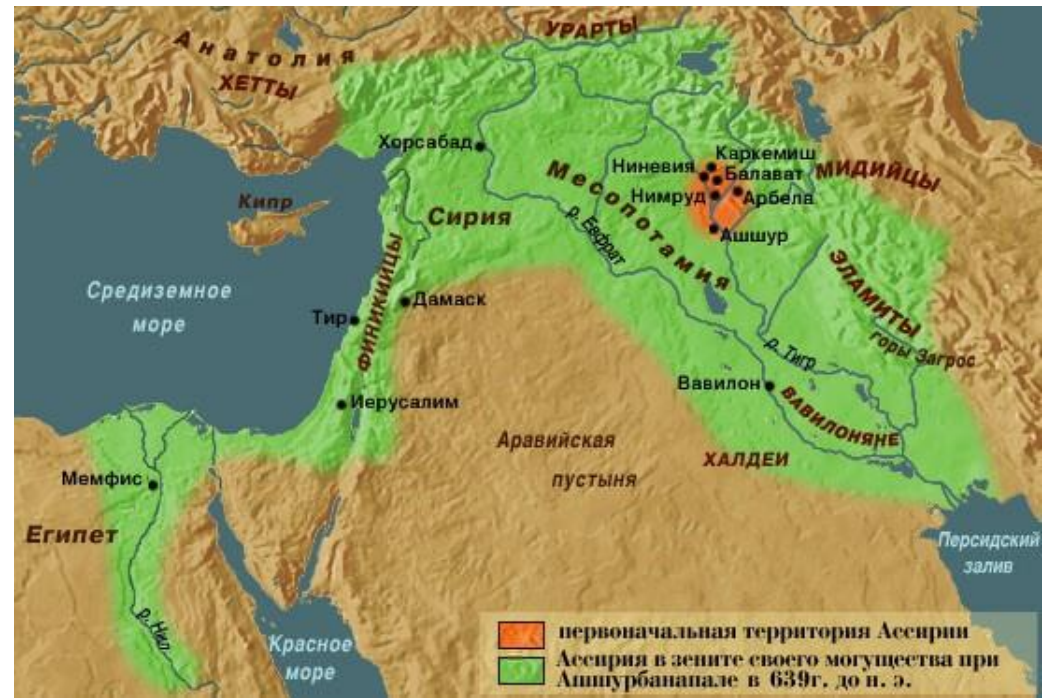 Анатолия
ХЕТТЫ
УРАРТЫ
Хорсабад
Каркемиш
Ниневия
Балават
МИДИЙЦЫ
Нимруд
Арбела
Ашшур
Месопотамия
Кипр
Сирия
р. Евфрат
Средиземное
море
ФИНИКИЙЦЫ
Дамаск
Тир
ЭЛАМИТЫ
горы Загрос
р. Тигр
Вавилон
ВАВИЛОНЯНЕ
Иерусалим
Аравийская
пустыня
ХАЛДЕИ
Мемфис
Египет
Персидский
залив
р. Нил
Красное
море
первоначальная территория Ассирии
Ассирия в зените своего могущества при
Ашшурбанапале в 639г. до н. э.